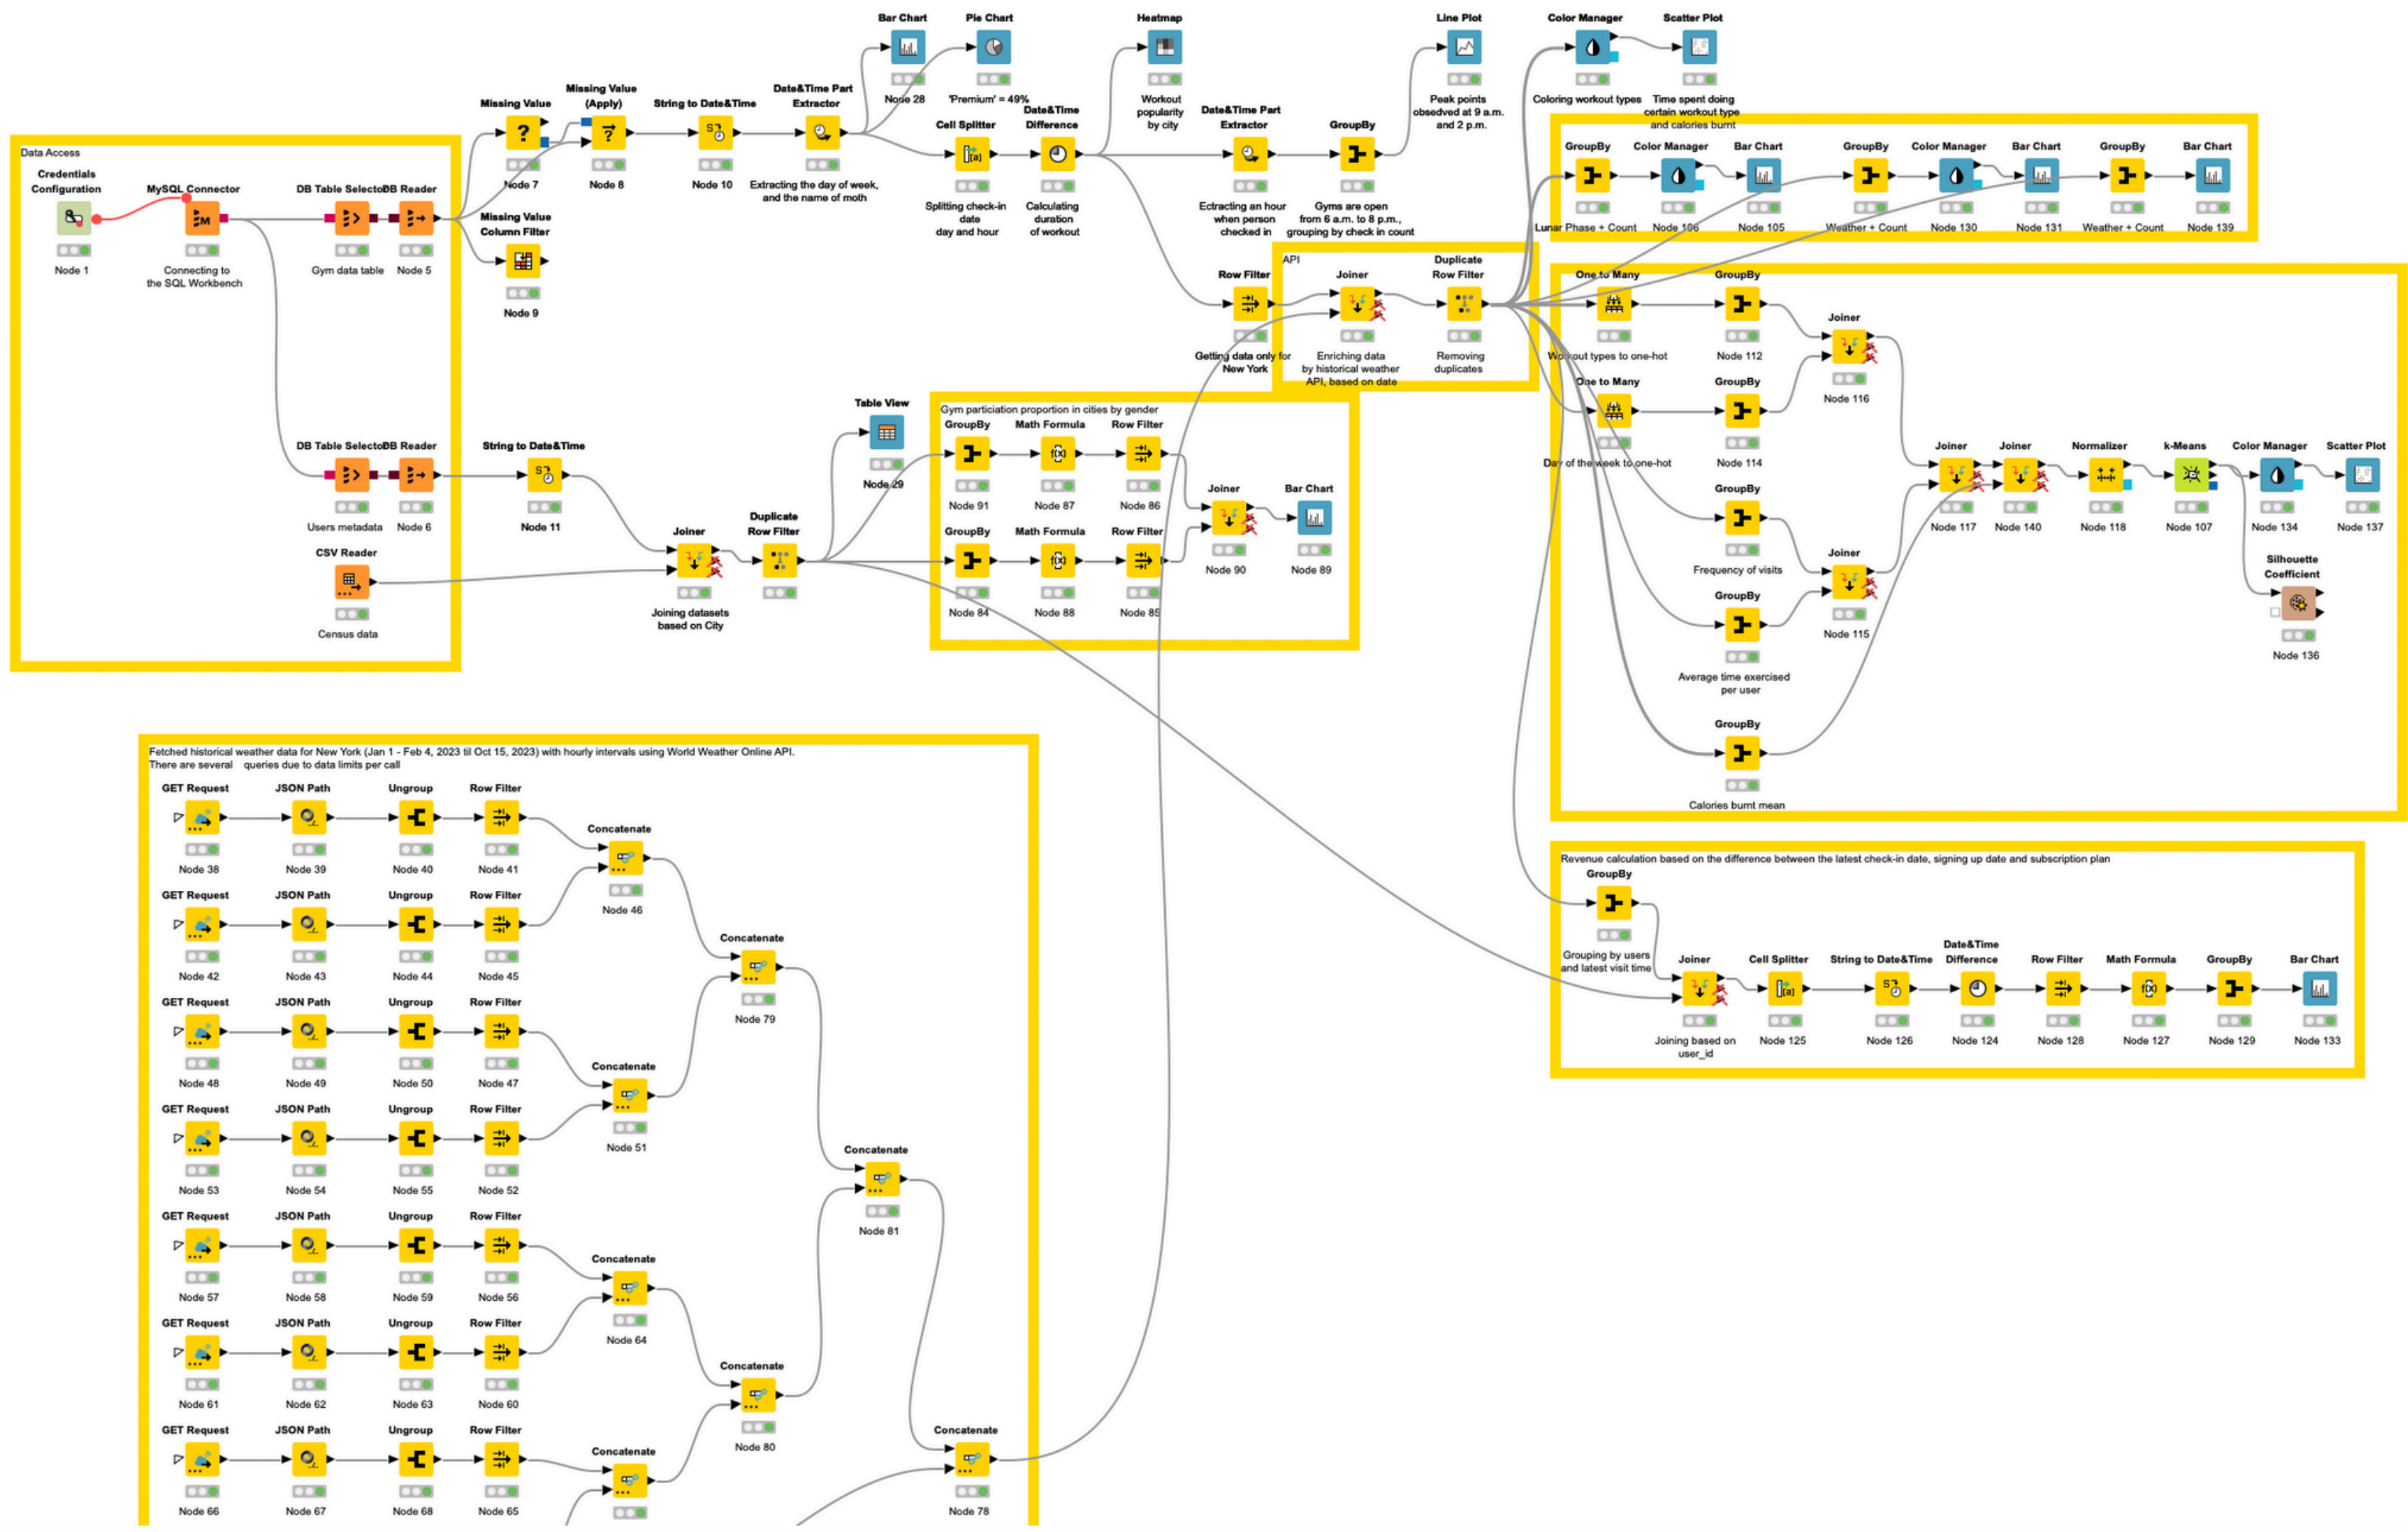 Bar Chart
Node 28
Pie Chart
'Premium' = 49%
Heatmap
Workout
popularity
by city
Line Plot
Peak points
obsedved at 9 a.m.
and 2 p.m.
Color Manager
Coloring workout types
Scatter Plot
Time spent doing
certain workout type
and calories burnt
Missing Value
Node 7
Missing Value
(Apply)
Node 8
String to Date&Time
Node 10
Date&Time Part
Extractor
Extracting the day of week,
and the name of moth
Cell Splitter
Splitting check-in
date
day and hour
Date&Time
Difference
Calculating
duration
of workout
Date&Time Part
Extractor
Ectracting an hour
when person
checked in
GroupBy
Gyms are open
from 6 a.m. to 8 p.m.,
grouping by check in count
Data Access
Credentials
Configuration
Node 1
MySQL Connector
Connecting to
the SQL Workbench
DB Table Selector
Gym data table
DB Reader
Node 5
Missing Value
Column Filter
Node 9
GroupBy
Lunar Phase + Count
Color Manager
Node 106
Bar Chart
Node 105
GroupBy
Weather + Count
Color Manager
Node 130
Bar Chart
Node 131
GroupBy
Weather + Count
Bar Chart
Node 139
Row Filter
Getting data only for
New York
API
Joiner
Enriching data
by historical weather
API, based on date
Duplicate
Row Filter
Removing
duplicates
One to Many
Workout types to one-hot
GroupBy
Node 112
Joiner
Node 116
One to Many
Day of the week to one-hot
GroupBy
Node 114
GroupBy
Frequency of visits
Joiner
Node 115
GroupBy
Average time exercised
per user
GroupBy
Calories burnt mean
Joiner
Node 117
Joiner
Node 140
Normalizer
Node 118
k-Means
Node 107
Color Manager
Node 134
Scatter Plot
Node 137
Silhouette
Coefficient
Node 136
DB Table Selector
Users metadata
DB Reader
Node 6
CSV Reader
Census data
String to Date&Time
Node 11
Joiner
Joining datasets
based on City
Duplicate
Row Filter
Table View
Node 29
Gym particiation proportion in cities by gender
GroupBy
Node 91
Math Formula
Node 87
Row Filter
Node 86
GroupBy
Node 84
Math Formula
Node 88
Row Filter
Node 85
Joiner
Node 90
Bar Chart
Node 89
Fetched historical weather data for New York (Jan 1 - Feb 4, 2023 til Oct 15, 2023) with hourly intervals using World Weather Online API.
There are several queries due to data limits per call
GET Request
Node 38
JSON Path
Node 39
Ungroup
Node 40
Row Filter
Node 41
Concatenate
Node 46
GET Request
Node 42
JSON Path
Node 43
Ungroup
Node 44
Row Filter
Node 45
Concatenate
Node 79
GET Request
Node 48
JSON Path
Node 49
Ungroup
Node 50
Row Filter
Node 47
Concatenate
Node 51
GET Request
Node 53
JSON Path
Node 54
Ungroup
Node 55
Row Filter
Node 52
Concatenate
Node 81
GET Request
Node 57
JSON Path
Node 58
Ungroup
Node 59
Row Filter
Node 56
Concatenate
Node 64
GET Request
Node 61
JSON Path
Node 62
Ungroup
Node 63
Row Filter
Node 60
Concatenate
Node 80
GET Request
Node 66
JSON Path
Node 67
Ungroup
Node 68
Row Filter
Node 65
Concatenate
Concatenate
Node 78
Revenue calculation based on the difference between the latest check-in date, signing up date and subscription plan
GroupBy
Grouping by users
and latest visit time
Joiner
Joining based on
user_id
Cell Splitter
Node 125
String to Date&Time
Node 126
Date&Time
Difference
Node 124
Row Filter
Node 128
Math Formula
Node 127
GroupBy
Node 129
Bar Chart
Node 133